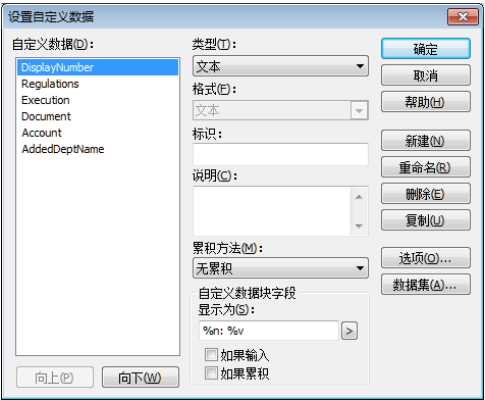 设置自定义数据
自定义数据(D):
DisplayNumber
Regulations
Execution
Document
Account
AddedDeptName
向上(P)
向下(W)
类型(T):
文本
格式(F):
文本
标识:
说明(C):
累积方法(M):
无累积
自定义数据块字段
显示为(S):
%n: %v
>
如果输入
如果累积
确定
取消
帮助(H)
新建(N)
重命名(R)
删除(E)
复制(U)
选项(O)...
数据集(A)...